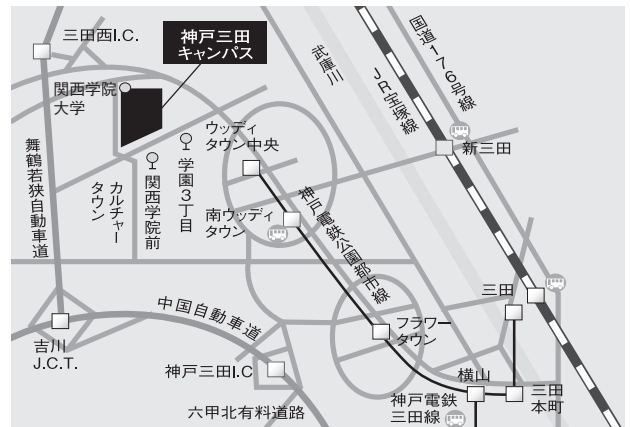 三田西I.C.
神戸三田
キャンパス
関西学院
大学
武庫川
JR宝塚線
国道176号線
新三田
ウッディ
タウン中央
学園3丁目
関西学院前
カルチャー
タウン
舞鶴若狭自動車道
南ウッディ
タウン
神戸電鉄公園都市線
中国自動車道
三田
フラワー
タウン
吉川
J.C.T.
神戸三田I.C
横山
三田
本町
神戸電鉄
三田線
六甲北有料道路